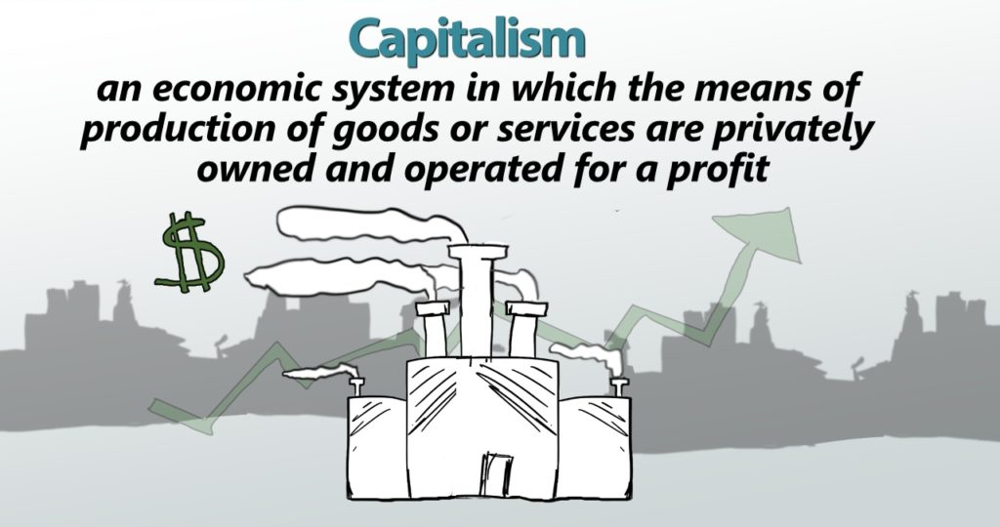 Capitalism
an economic system in which the means of
production of goods or services are privately
owned and operated for a profit
$